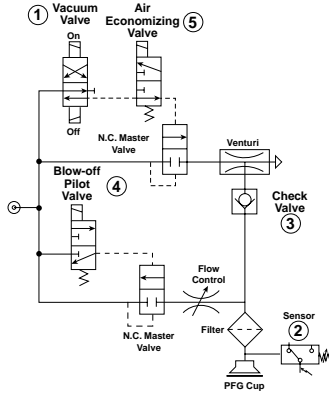 1
Vacuum
Valve
Air
Economizing
Valve
5
On
Off
N.C. Master
Valve
Venturi
Blow-off
Pilot
Valve
4
Check
Valve
3
Flow
Control
N.C. Master
Valve
Filter
Sensor
2
PFG Cup